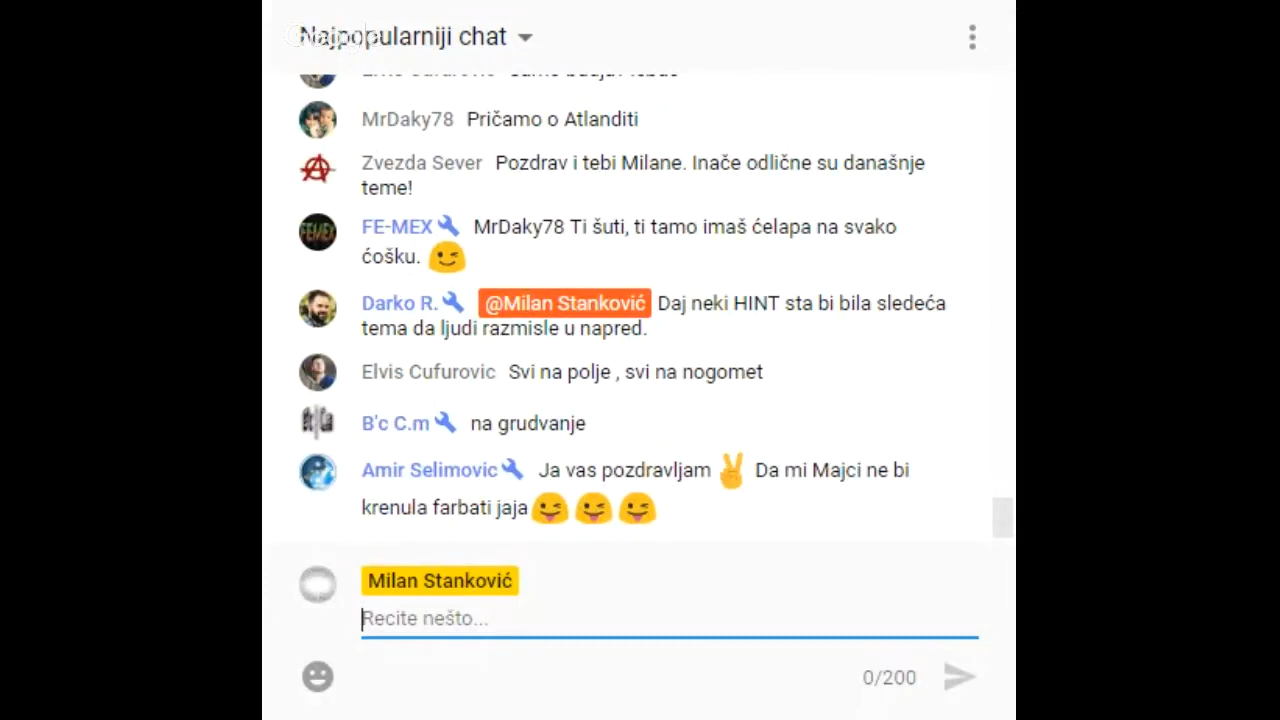 Najpopularniji chat
MrDaky78 Pričamo o Atlanditi
Zvezda Sever Pozdrav i tebi Milane. Inače odlične su današnje
teme!
FE-MEX MrDaky78 Ti šuti, ti tamo imaš ćelapa na svako
ćošku.
Darko R. @Milan Stanković Daj neki HINT sta bi bila sledeća
tema da ljudi razmisle u napred.
Elvis Cufurovic Svi na polje , svi na nogomet
B'c C.m na grudvanje
Amir Selimovic Ja vas pozdravljam Da mi Majci ne bi
krenula farbati jaja
Milan Stanković
Recite nešto...
0/200